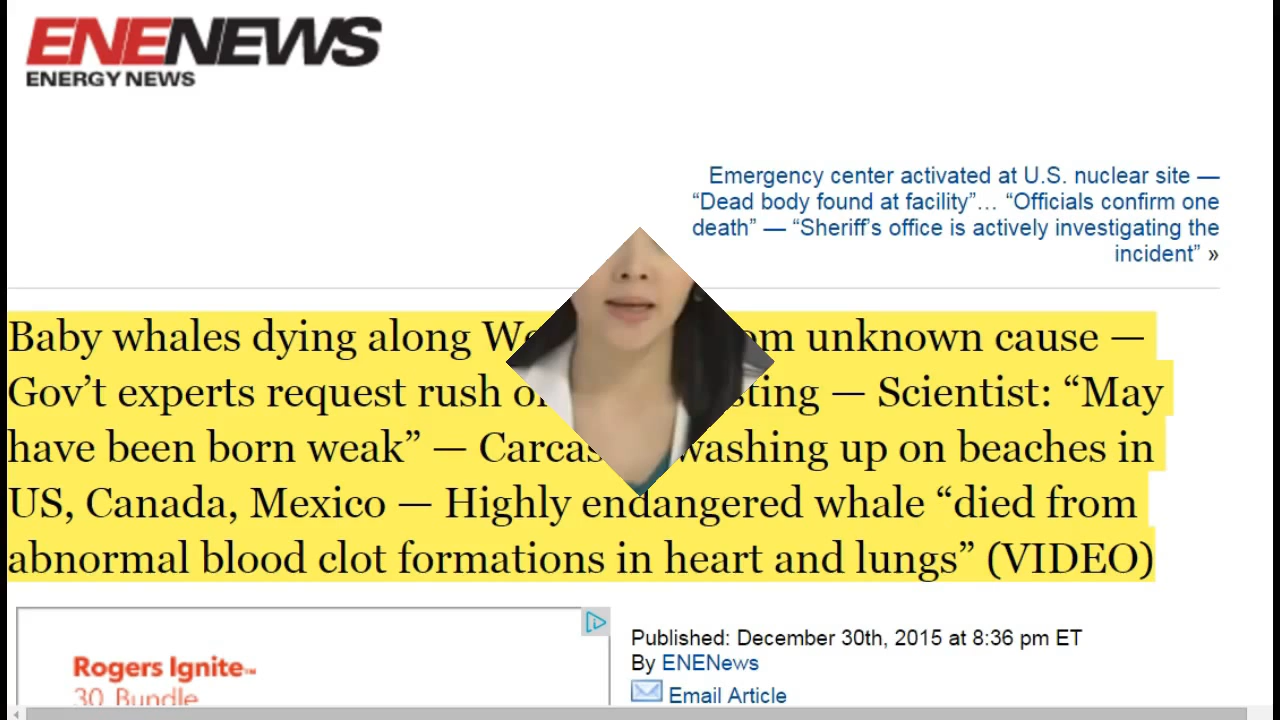 ENENEWS
ENERGY NEWS
Emergency center activated at U.S. nuclear site —
“Dead body found at facility”… “Officials confirm one
death” — “Sheriff’s office is actively investigating the
incident” »
Baby whales dying along unknown cause —
Gov’t experts request rush — Scientist: “May
have been born weak” — washing up on beaches in
US, Canada, Mexico — Highly endangered whale “died from
abnormal blood clot formations in heart and lungs” (VIDEO)
Rogers Ignite™
30 Bundle
Published: December 30th, 2015 at 8:36 pm ET
By ENENews
Email Article